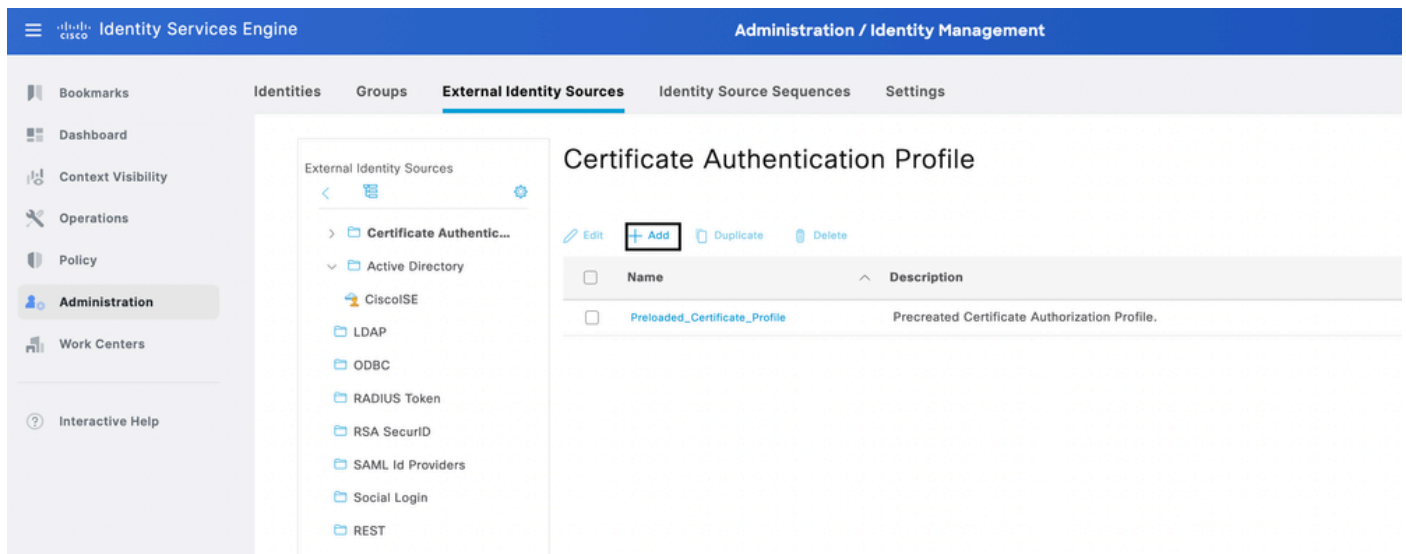 cisco Identity Services Engine
Administration / Identity Management
Bookmarks
Dashboard
Context Visibility
Operations
Policy
Administration
Work Centers
Interactive Help
Identities Groups External Identity Sources Identity Source Sequences Settings
External Identity Sources
Certificate Authentic...
Active Directory
CiscoISE
LDAP
ODBC
RADIUS Token
RSA SecurID
SAML Id Providers
Social Login
REST
Certificate Authentication Profile
Edit Add Duplicate Delete
Name Description
Preloaded_Certificate_Profile Precreated Certificate Authorization Profile.